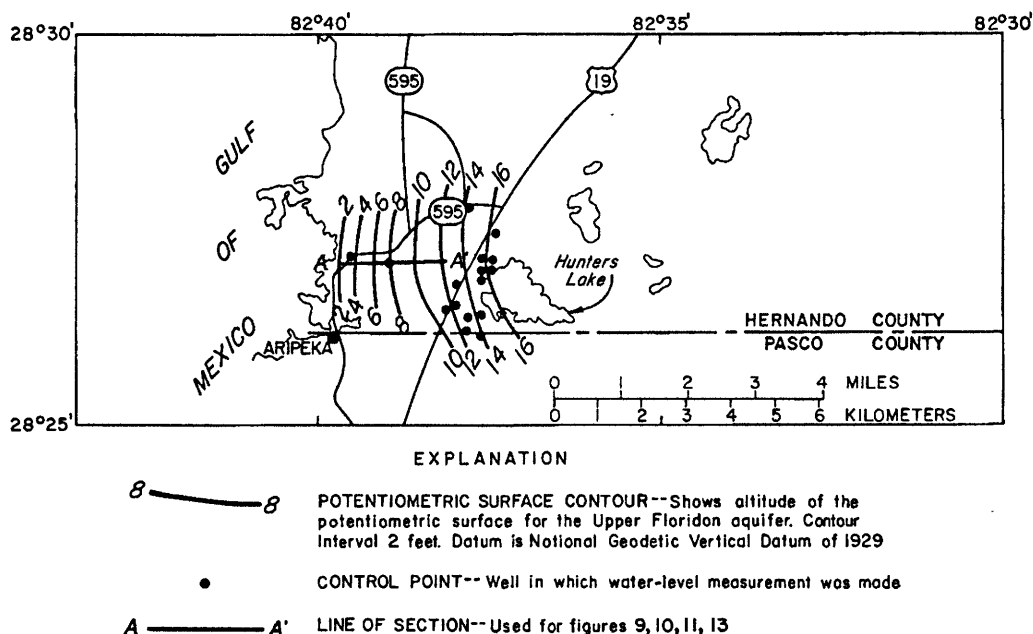 82°40' 82°35' 82°30'
28°30'
595
19
GULF
OF
MEXICO
2 4 6 8 10 12 14 16
595
A A'
Hunters
Lake
2 4 6 8 10 12 14 16
HERNANDO COUNTY
PASCO COUNTY
ARIPEKA
0 1 2 3 4 MILES
0 1 2 3 4 5 6 KILOMETERS
28°25'
EXPLANATION
8 8 POTENTIOMETRIC SURFACE CONTOUR--Shows altitude of the
potentiometric surface for the Upper Floridon aquifer. Contour
Interval 2 feet. Datum is Notional Geodetic Vertical Datum of 1929
CONTROL POINT--Well in which water-level measurement was made
A A' LINE OF SECTION--Used for figures 9, 10, 11, 13